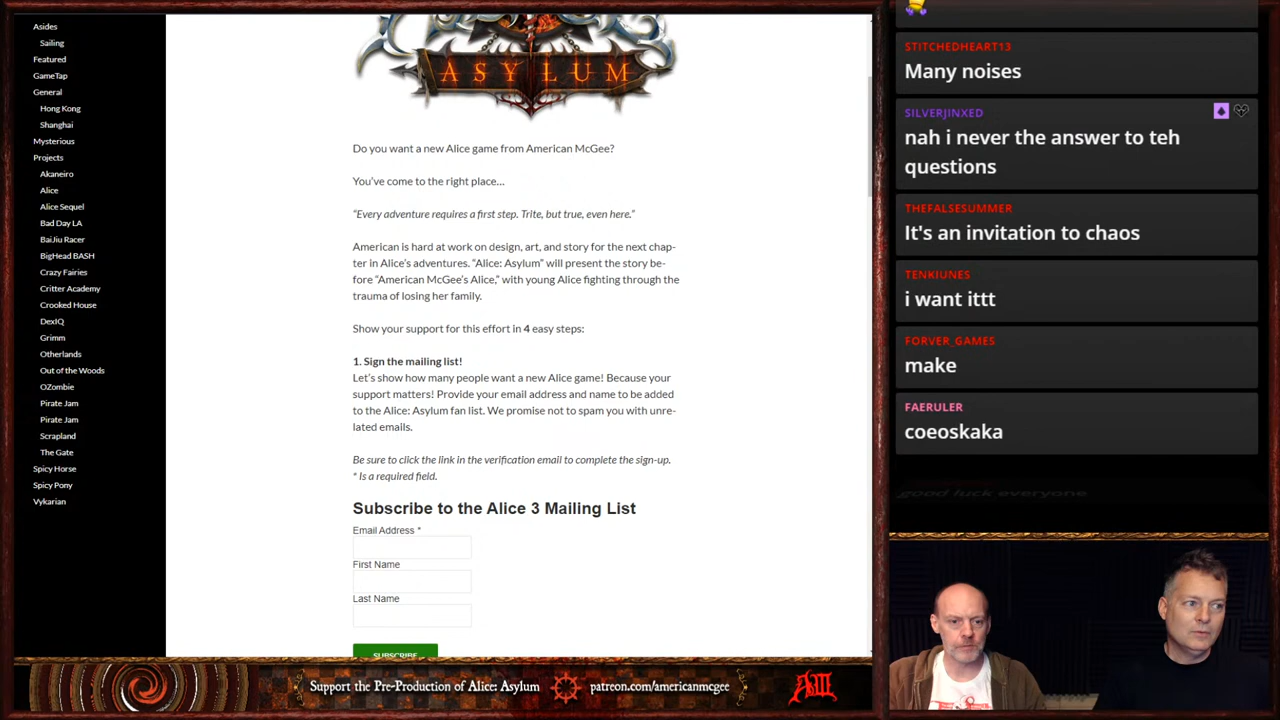 Asides
Sailing
Featured
GameTap
General
Hong Kong
Shanghai
Mysterious
Projects
Akaneiro
Alice
Alice Sequel
Bad Day LA
BaiJiu Racer
BigHead BASH
Crazy Fairies
Critter Academy
Crooked House
DexIQ
Grimm
Otherlands
Out of the Woods
OZombie
Pirate Jam
Pirate Jam
Scrapland
The Gate
Spicy Horse
Spicy Pony
Vykarian
ASYLUM
Do you want a new Alice game from American McGee?
You’ve come to the right place…
“Every adventure requires a first step. Trite, but true, even here.”
American is hard at work on design, art, and story for the next chap-
ter in Alice’s adventures. “Alice: Asylum” will present the story be-
fore “American McGee’s Alice,” with young Alice fighting through the
trauma of losing her family.
Show your support for this effort in 4 easy steps:
1. Sign the mailing list!
Let’s show how many people want a new Alice game! Because your
support matters! Provide your email address and name to be added
to the Alice: Asylum fan list. We promise not to spam you with unre-
lated emails.
Be sure to click the link in the verification email to complete the sign-up.
* Is a required field.
Subscribe to the Alice 3 Mailing List
Email Address *
First Name
Last Name
SUBSCRIBE
STITCHEDHEART13
Many noises
SILVERJINXED
nah i never the answer to teh
questions
THEFALSESUMMER
It's an invitation to chaos
TENKIUNES
i want ittt
FORVER_GAMES
make
FAERULER
coeoskaka
good luck everyone
Support the Pre-Production of Alice: Asylum
patreon.com/americanmcgee